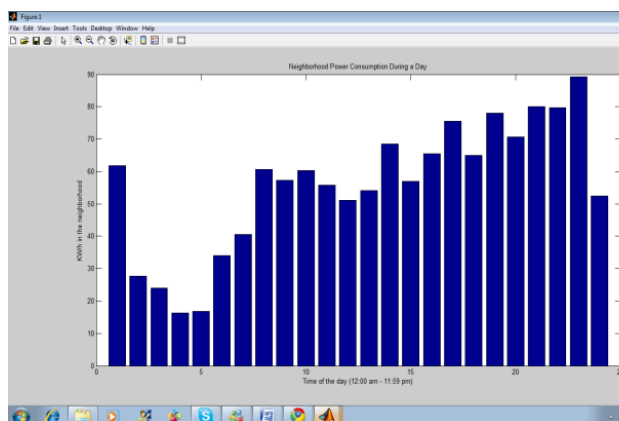 Figure 1
File Edit View Insert Tools Desktop Window Help
Neighborhood Power Consumption During a Day
90
80
70
60
50
40
30
20
10
0
KWh in the neighborhood
0 5 10 15 20
Time of the day (12:00 am - 11:59 pm)